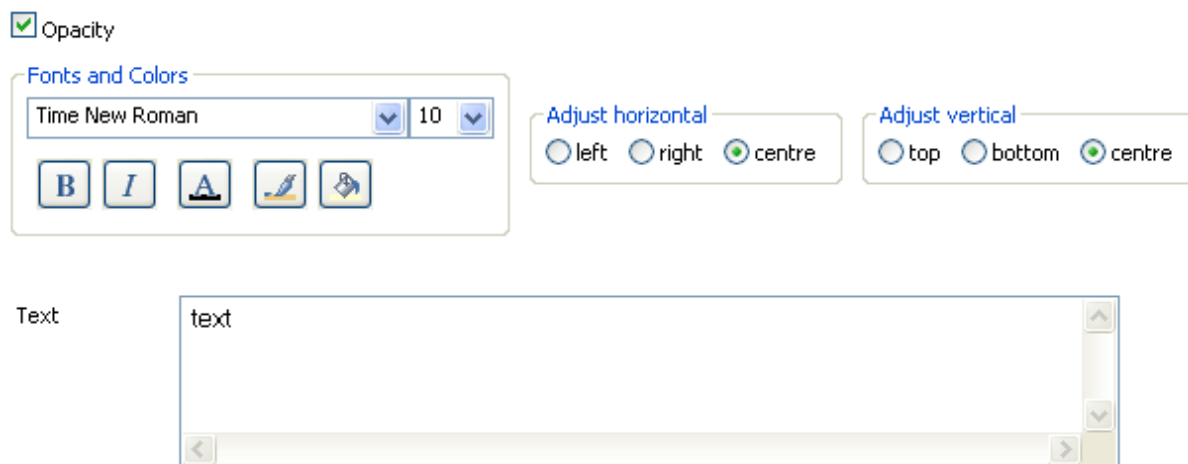 Opacity
Fonts and Colors
Time New Roman 10
B I A
Adjust horizontal
left right centre
Adjust vertical
top bottom centre
Text
text